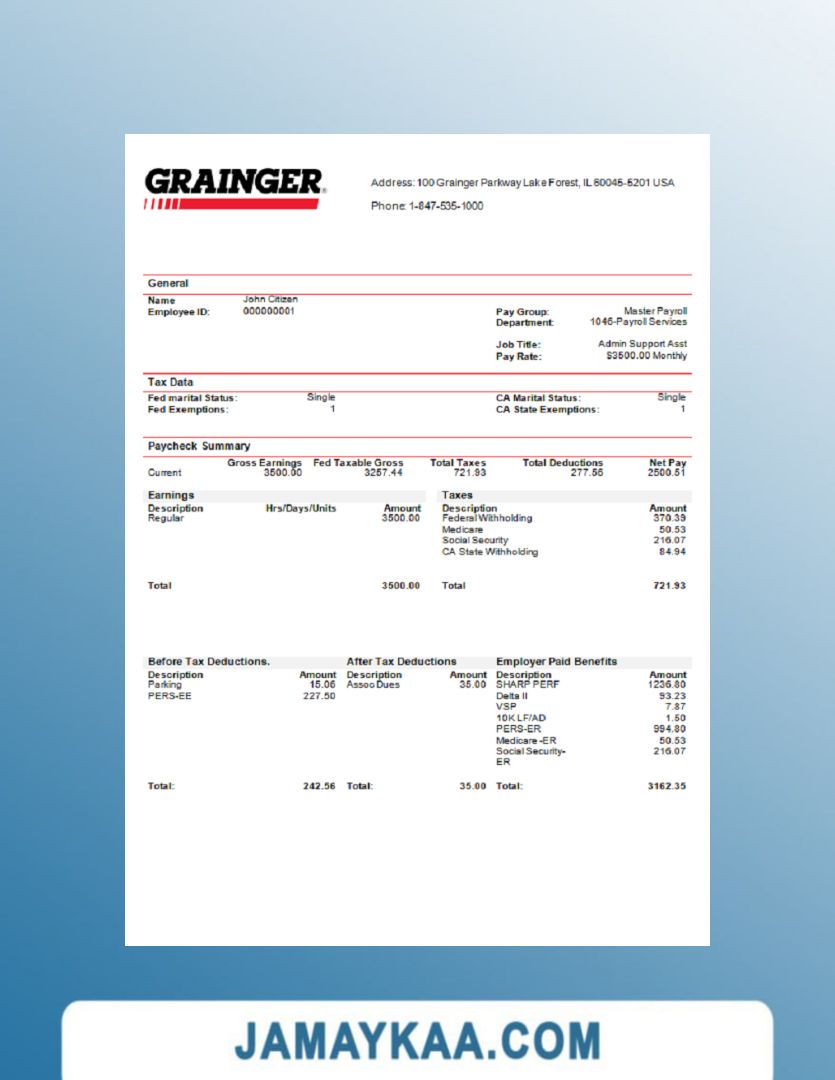 GRAINGER®
Address: 100 Grainger Parkway Lake Forest, IL 60045-5201 USA
Phone: 1-847-535-1000
General
Name John Citizen
Employee ID: 000000001
Pay Group: Master Payroll
Department: 1046-Payroll Services
Job Title: Admin Support Asst
Pay Rate: $3500.00 Monthly
Tax Data
Fed marital Status: Single CA Marital Status: Single
Fed Exemptions: 1 CA State Exemptions: 1
Paycheck Summary
Gross Earnings Fed Taxable Gross Total Taxes Total Deductions Net Pay
Current 3500.00 3257.44 721.93 277.56 2500.51
Earnings Taxes
Description Hrs/Days/Units Amount Description Amount
Regular 3500.00 Federal Withholding 370.39
Medicare 50.53
Social Security 216.07
CA State Withholding 84.94
Total 3500.00 Total 721.93
Before Tax Deductions. After Tax Deductions Employer Paid Benefits
Description Amount Description Amount Description Amount
Parking 15.06 Assoc Dues 35.00 SHARP PERF 1236.80
PERS-EE 227.50 Delta II 93.23
VSP 7.87
10K LF/AD 1.50
PERS-ER 994.80
Medicare -ER 50.53
Social Security- 216.07
ER
Total: 242.56 Total: 35.00 Total: 3162.35
JAMAYKAA.COM